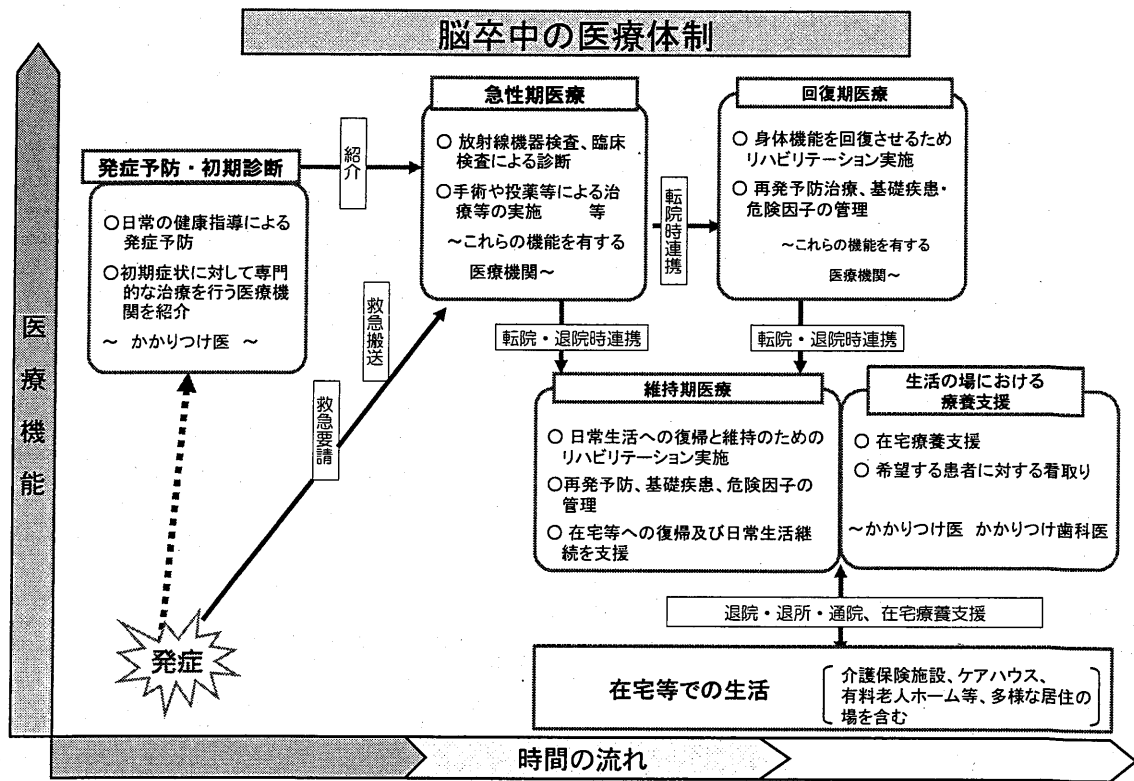 脳卒中の医療体制
医療機能
発症予防・初期診断
○日常の健康指導による
発症予防
○初期症状に対して専門
的な治療を行う医療機
関を紹介
～ かかりつけ医 ～
紹介
急性期医療
○ 放射線機器検査、臨床
検査による診断
○手術や投薬等による治
療等の実施 等
～これらの機能を有する
医療機関～
転院時連携
回復期医療
○ 身体機能を回復させるため
リハビリテーション実施
○ 再発予防治療、基礎疾患・
危険因子の管理
～これらの機能を有する
医療機関～
救急搬送
救急要請
転院・退院時連携
転院・退院時連携
維持期医療
○ 日常生活への復帰と維持のための
リハビリテーション実施
○再発予防、基礎疾患、危険因子の
管理
○ 在宅等への復帰及び日常生活継
続を支援
生活の場における
療養支援
○ 在宅療養支援
○ 希望する患者に対する看取り
～かかりつけ医 かかりつけ歯科医
退院・退所・通院、在宅療養支援
発症
在宅等での生活
介護保険施設、ケアハウス、
有料老人ホーム等、多様な居住の
場を含む
時間の流れ